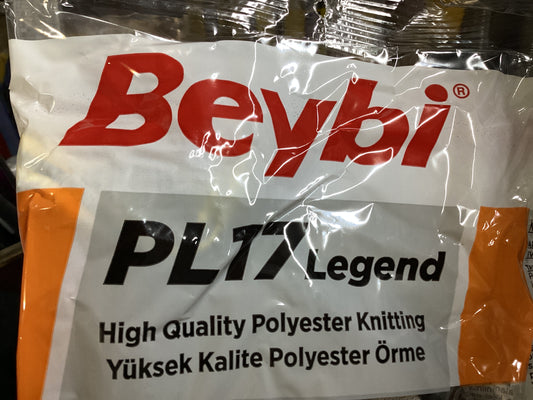 Beybi®
PL17 Legend
High Quality Polyester Knitting
Yüksek Kalite Polyester Örme